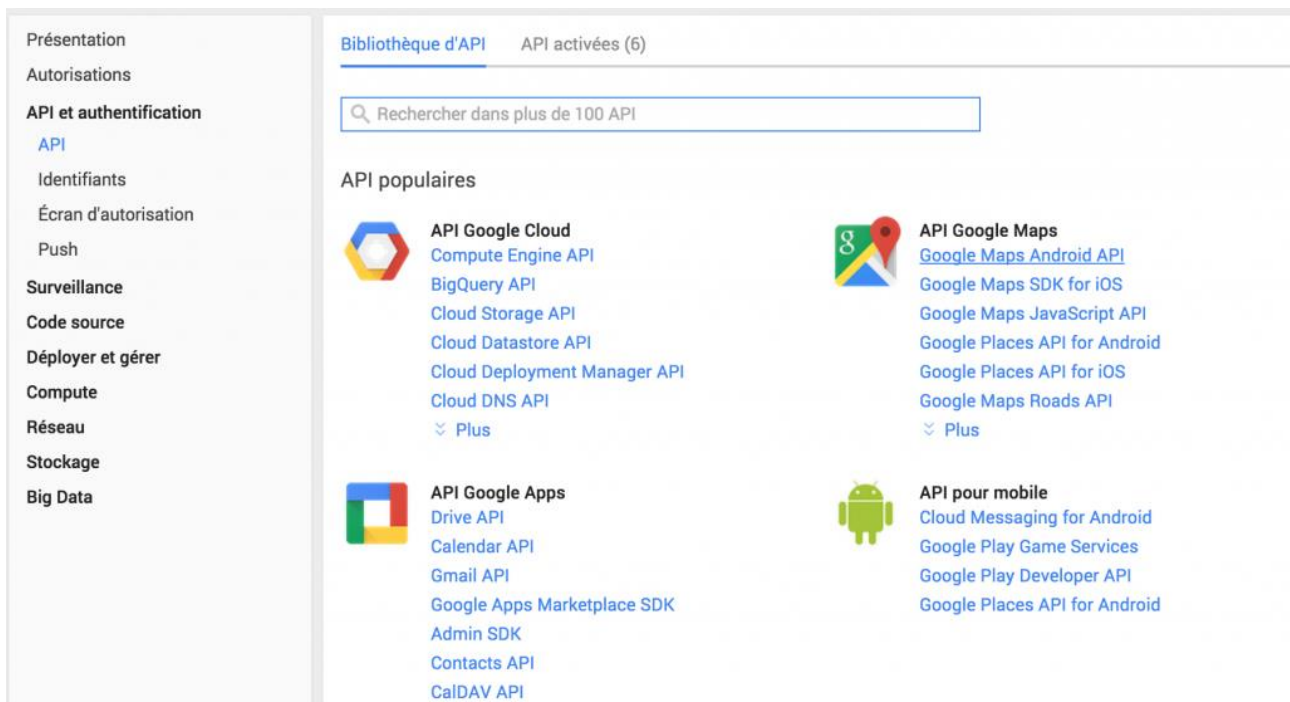 Présentation
Autorisations
API et authentification
API
Identifiants
Écran d'autorisation
Push
Surveillance
Code source
Déployer et gérer
Compute
Réseau
Stockage
Big Data
Bibliothèque d'API
API activées (6)
Rechercher dans plus de 100 API
API populaires
API Google Cloud
Compute Engine API
BigQuery API
Cloud Storage API
Cloud Datastore API
Cloud Deployment Manager API
Cloud DNS API
Plus
g
API Google Maps
Google Maps Android API
Google Maps SDK for iOS
Google Maps JavaScript API
Google Places API for Android
Google Places API for iOS
Google Maps Roads API
Plus
API Google Apps
Drive API
Calendar API
Gmail API
Google Apps Marketplace SDK
Admin SDK
Contacts API
CalDAV API
API pour mobile
Cloud Messaging for Android
Google Play Game Services
Google Play Developer API
Google Places API for Android